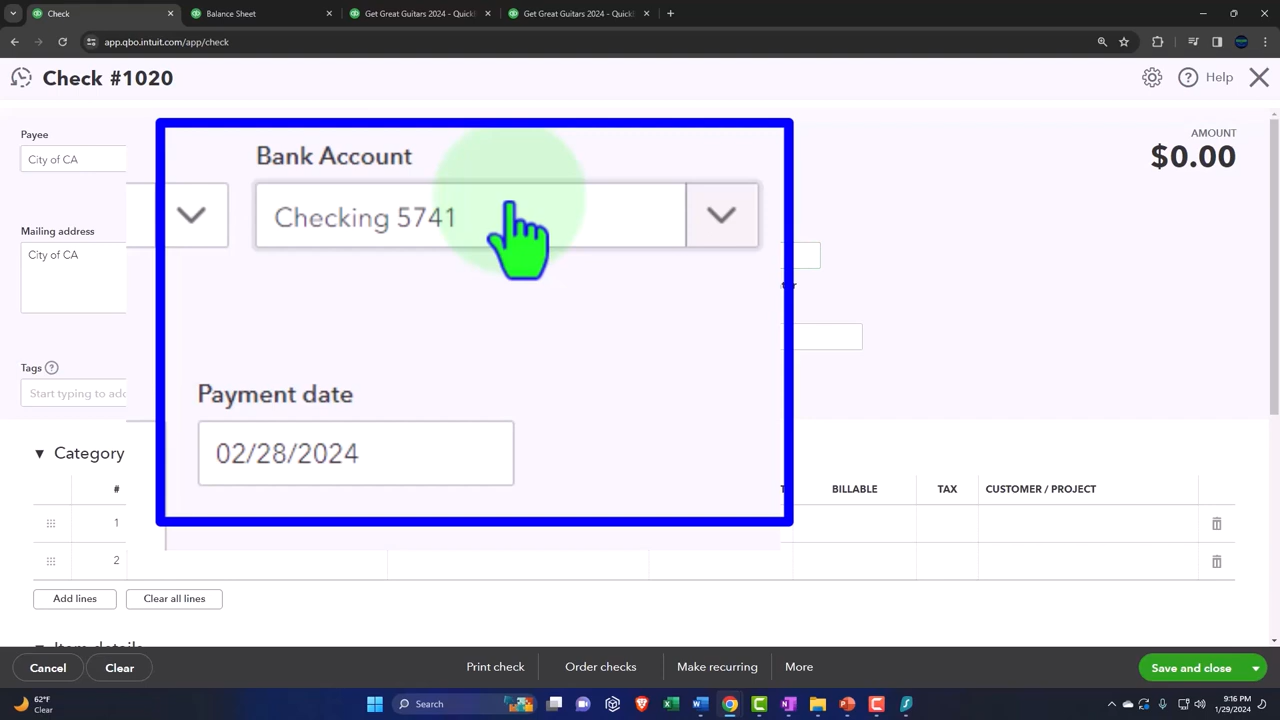 Check
Balance Sheet
Get Great Guitars 2024 - QuickB
Get Great Guitars 2024 - QuickB
app.qbo.intuit.com/app/check
Check #1020
Help
Payee
City of CA
Bank Account
Checking 5741
AMOUNT
$0.00
Mailing address
City of CA
Payment date
02/28/2024
Tags
Start typing to add
Category
#
BILLABLE
TAX
CUSTOMER / PROJECT
1
2
Add lines
Clear all lines
Item details
Cancel
Clear
Print check
Order checks
Make recurring
More
Save and close
62°F
Clear
Search
9:16 PM
1/29/2024